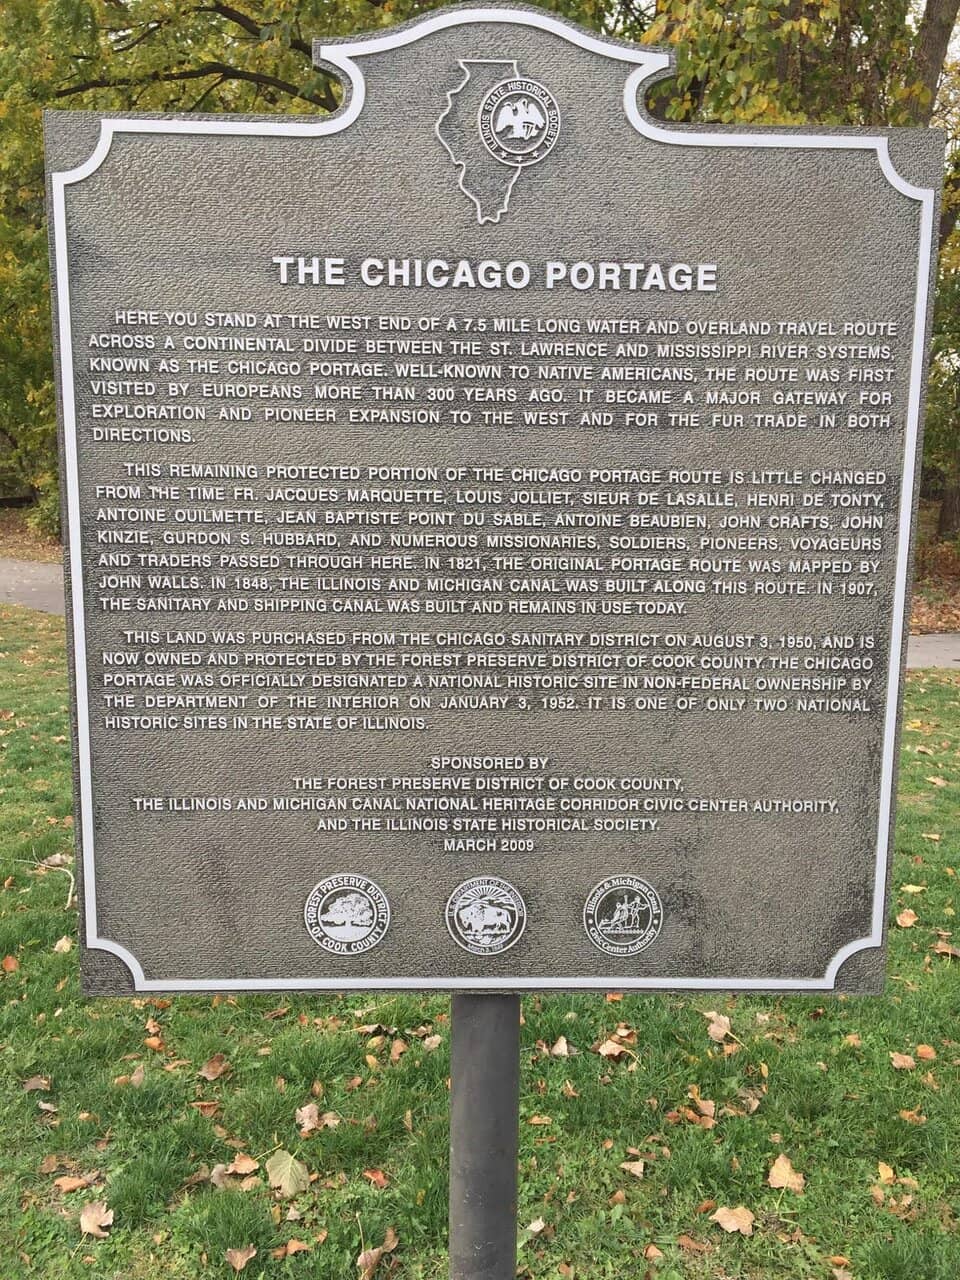 ILLINOIS STATE HISTORICAL SOCIETY
THE CHICAGO PORTAGE
HERE YOU STAND AT THE WEST END OF A 7.5 MILE LONG WATER AND OVERLAND TRAVEL ROUTE
ACROSS A CONTINENTAL DIVIDE BETWEEN THE ST. LAWRENCE AND MISSISSIPPI RIVER SYSTEMS,
KNOWN AS THE CHICAGO PORTAGE. WELL-KNOWN TO NATIVE AMERICANS, THE ROUTE WAS FIRST
VISITED BY EUROPEANS MORE THAN 300 YEARS AGO. IT BECAME A MAJOR GATEWAY FOR
EXPLORATION AND PIONEER EXPANSION TO THE WEST AND FOR THE FUR TRADE IN BOTH
DIRECTIONS.
THIS REMAINING PROTECTED PORTION OF THE CHICAGO PORTAGE ROUTE IS LITTLE CHANGED
FROM THE TIME FR. JACQUES MARQUETTE, LOUIS JOLLIET, SIEUR DE LASALLE, HENRI DE TONTY,
ANTOINE OUILMETTE, JEAN BAPTISTE POINT DU SABLE, ANTOINE BEAUBIEN, JOHN CRAFTS, JOHN
KINZIE, GURDON S. HUBBARD, AND NUMEROUS MISSIONARIES, SOLDIERS, PIONEERS, VOYAGEURS
AND TRADERS PASSED THROUGH HERE. IN 1821, THE ORIGINAL PORTAGE ROUTE WAS MAPPED BY
JOHN WALLS. IN 1848, THE ILLINOIS AND MICHIGAN CANAL WAS BUILT ALONG THIS ROUTE. IN 1907,
THE SANITARY AND SHIPPING CANAL WAS BUILT AND REMAINS IN USE TODAY.
THIS LAND WAS PURCHASED FROM THE CHICAGO SANITARY DISTRICT ON AUGUST 3, 1950, AND IS
NOW OWNED AND PROTECTED BY THE FOREST PRESERVE DISTRICT OF COOK COUNTY. THE CHICAGO
PORTAGE WAS OFFICIALLY DESIGNATED A NATIONAL HISTORIC SITE IN NON-FEDERAL OWNERSHIP BY
THE DEPARTMENT OF THE INTERIOR ON JANUARY 3, 1952. IT IS ONE OF ONLY TWO NATIONAL
HISTORIC SITES IN THE STATE OF ILLINOIS.
SPONSORED BY
THE FOREST PRESERVE DISTRICT OF COOK COUNTY,
THE ILLINOIS AND MICHIGAN CANAL NATIONAL HERITAGE CORRIDOR CIVIC CENTER AUTHORITY,
AND THE ILLINOIS STATE HISTORICAL SOCIETY.
MARCH 2009
FOREST PRESERVE DISTRICT
OF COOK COUNTY
DEPARTMENT OF THE INTERIOR
March 3, 1849
Illinois & Michigan Canal
Civic Center Authority